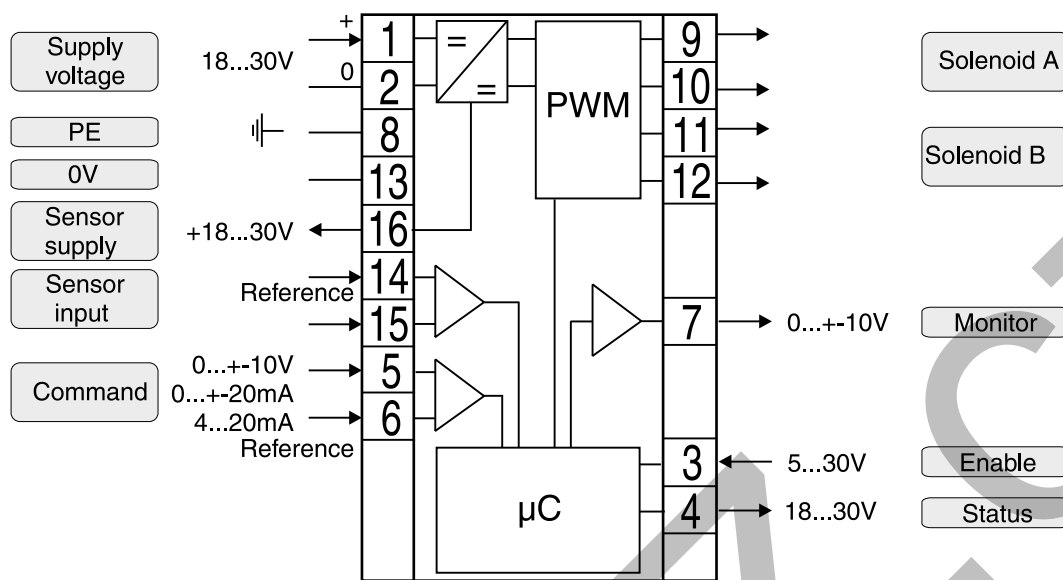 Supply
voltage
PE
0V
Sensor
supply
Sensor
input
Command
+
18...30V
0
+18...30V
Reference
0...+-10V
0...+-20mA
4...20mA
Reference
1
2
8
13
16
14
15
5
6
=
=
PWM
µC
9
10
11
12
7
3
4
0...+-10V
5...30V
18...30V
Solenoid A
Solenoid B
Monitor
Enable
Status